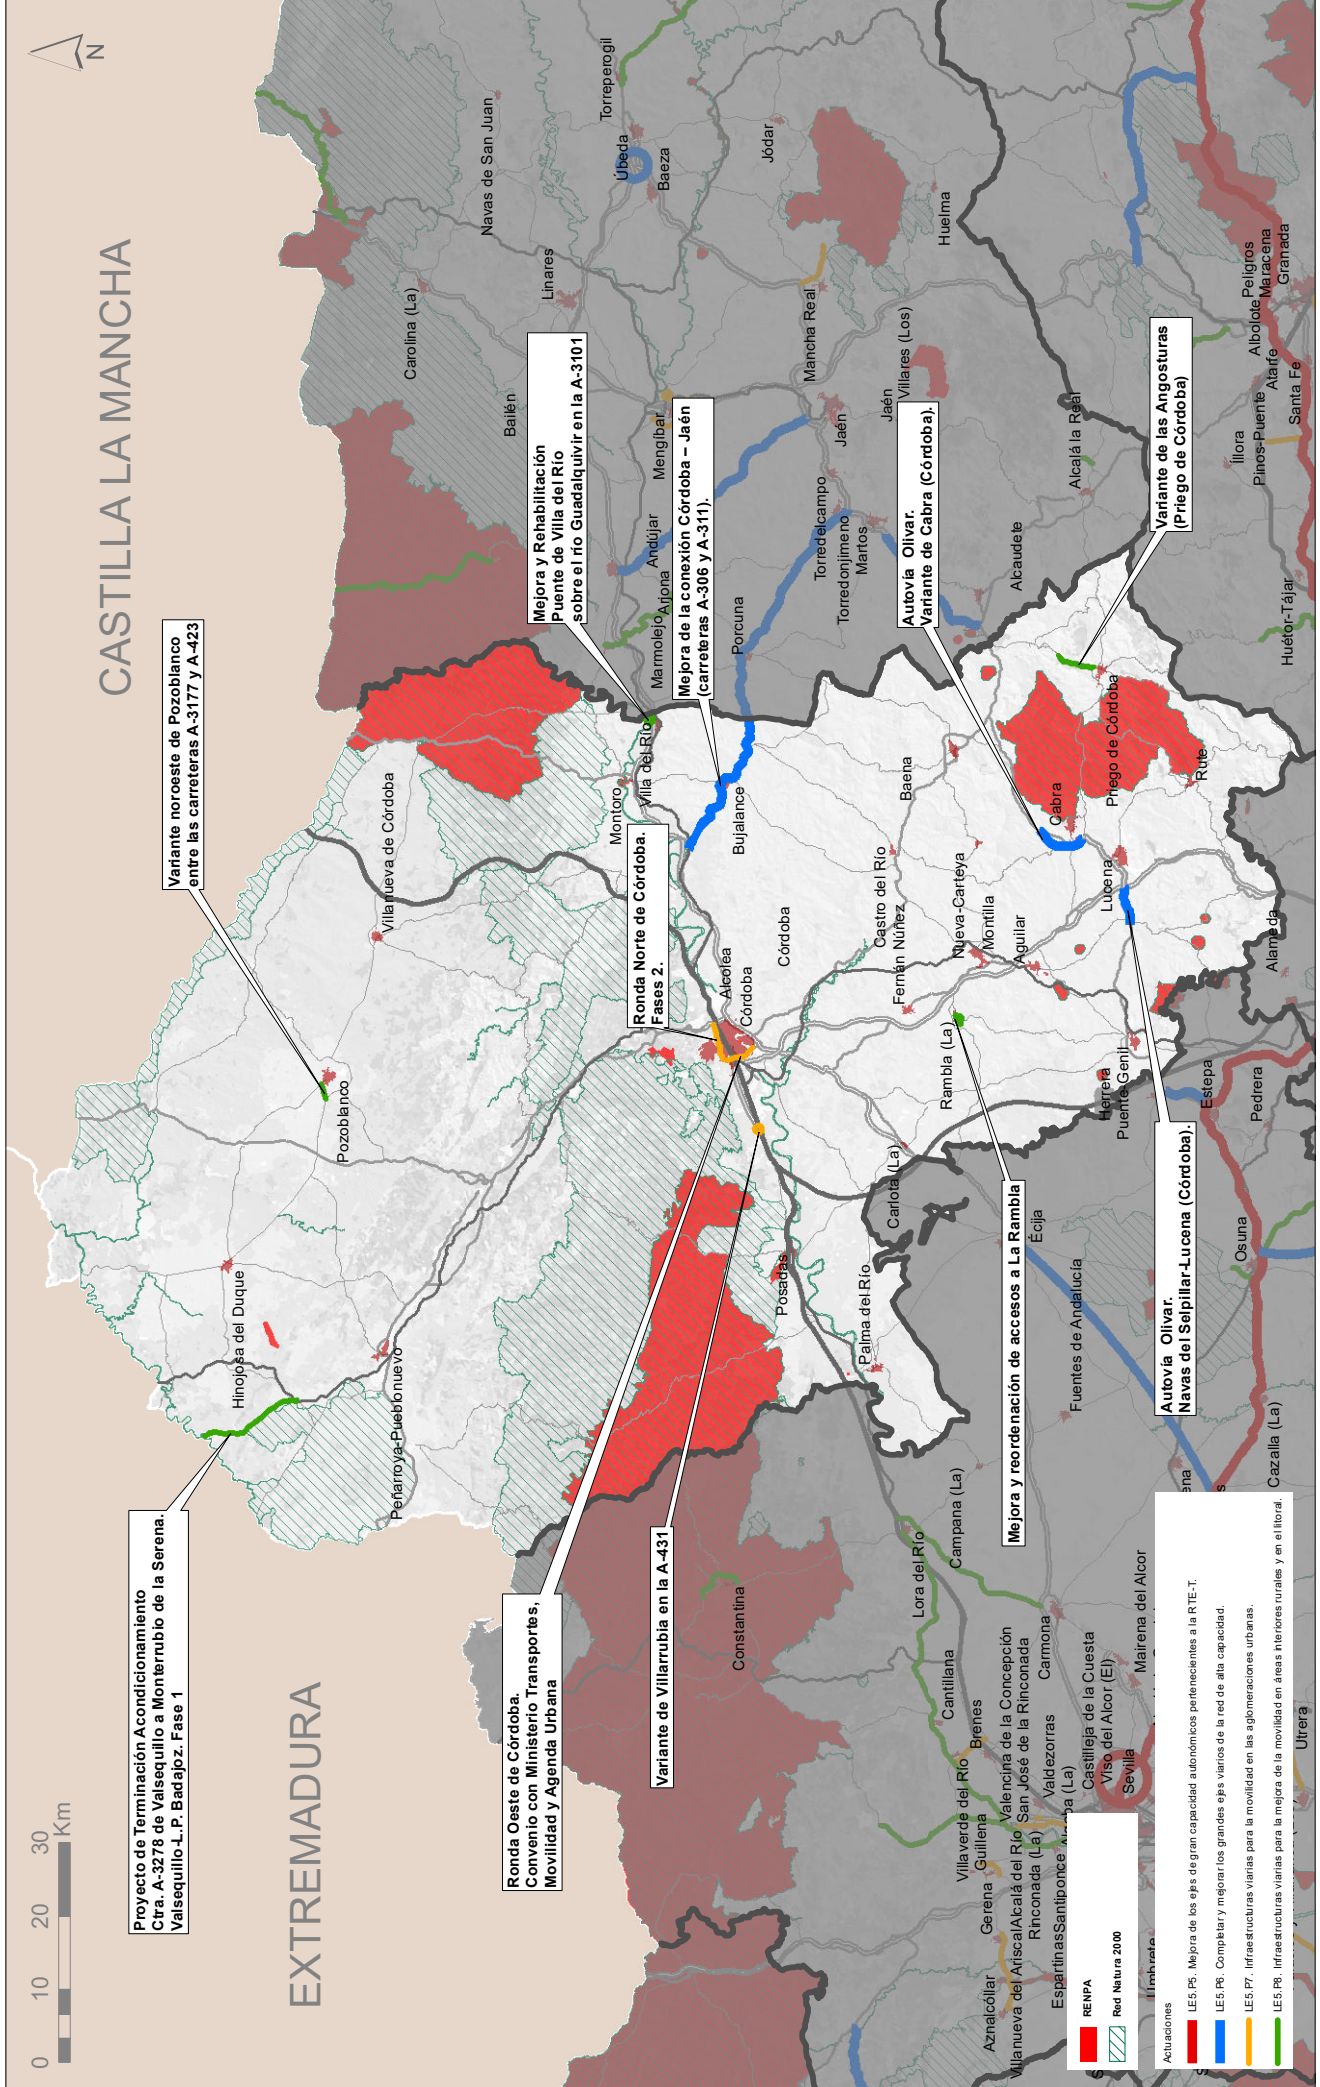 N
CASTILLA LA MANCHA
EXTREMADURA
0 10 20 30
Km
Proyecto de Terminación Acondicionamiento
Ctra. A-3278 de Valsequillo a Monterrubio de la Serena.
Valsequillo-L.P. Badajoz. Fase 1
Variante noroeste de Pozoblanco
entre las carreteras A-3177 y A-423
Ronda Oeste de Córdoba.
Convenio con Ministerio Transportes,
Movilidad y Agenda Urbana
Variante de Villarrubia en la A-431
Ronda Norte de Córdoba.
Fases 2.
Mejora y Rehabilitación
Puente de Villa del Río
sobre el río Guadalquivir en la A-3101
Mejora de la conexión Córdoba – Jaén
(carreteras A-306 y A-311).
Autovía Olivar.
Variante de Cabra (Córdoba).
Variante de las Angosturas
(Priego de Córdoba)
Mejora y reordenación de accesos a La Rambla
Autovía Olivar.
Navas del Selpillar-Lucena (Córdoba).
Hinojosa del Duque
Peñarroya-Pueblonuevo
Pozoblanco
Villanueva de Córdoba
Montoro
Villa del Río
Bujalance
Alcolea
Córdoba
Córdoba
Posadas
Palma del Río
Carlota (La)
Rambla (La)
Fernán Núñez
Castro del Río
Nueva-Carteya
Montilla
Aguilar
Baena
Cabra
Lucena
Priego de Córdoba
Rute
Puente-Genil
Herrera
Estepa
Pedrera
Alameda
Osuna
Écija
Fuentes de Andalucía
Cazalla (La)
Campana (La)
Lora del Río
Constantina
Cantillana
Carmona
Brenes
Villaverde del Río
Guillena
Gerena
Aznalcóllar
Valencina de la Concepción
San José de la Rinconada
Valdezorras
Castilleja de la Cuesta
Viso del Alcor (El)
Mairena del Alcor
Sevilla
Alcalá del Río
Rinconada (La)
Villanueva del Ariscal
Espartinas
Santiponce
Utrera
Navas de San Juan
Torreperogil
Úbeda
Baeza
Jódar
Linares
Carolina (La)
Bailén
Huelma
Mancha Real
Mengíbar
Andújar
Arjona
Marmolejo
Porcuna
Jaén
Jaén
Villares (Los)
Torredelcampo
Torredonjimeno
Martos
Alcaudete
Alcalá la Real
Íllora
Pinos-Puente
Atarfe
Albolote
Peligros
Maracena
Granada
Santa Fe
Huétor-Tájar
RENPA
Red Natura 2000
Actuaciones
LE5.P5. Mejora de los ejes de gran capacidad autonómicos pertenecientes a la RTE-T.
LE5.P6. Completar y mejorar los grandes ejes viarios de la red de alta capacidad.
LE5.P7. Infraestructuras viarias para la movilidad en las aglomeraciones urbanas.
LE5.P8. Infraestructuras viarias para la mejora de la movilidad en áreas interiores rurales y en el litoral.